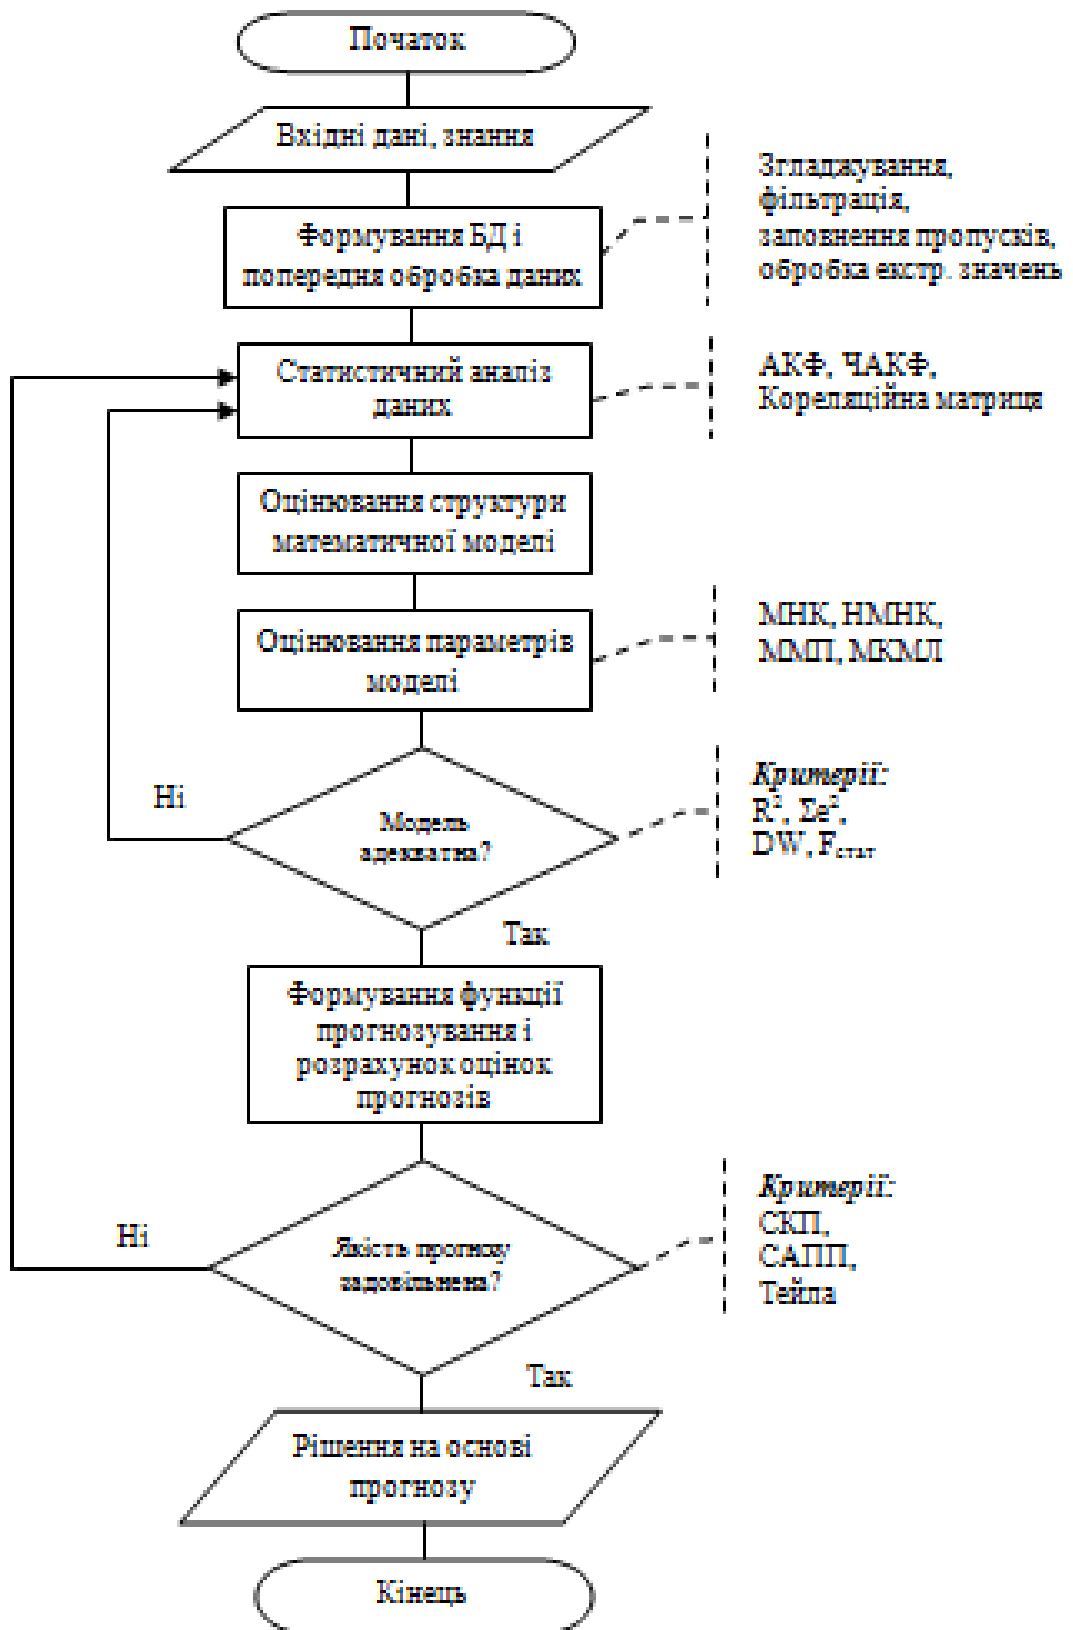 Початок
Вхідні дані, знання
Формування БД і
попередня обробка даних
Згладжування,
фільтрація,
заповнення пропусків,
обробка екстр. значень
Статистичний аналіз
даних
АКФ, ЧАКФ,
Кореляційна матриця
Оцінювання структури
математичної моделі
Оцінювання параметрів
моделі
МНК, НМНК,
ММП, МКМЛ
Ні
Модель
адекватна?
Критерії:
R², Σe²,
DW, Fстат
Так
Формування функції
прогнозування і
розрахунок оцінок
прогнозів
Ні
Якість прогнозу
задовільнена?
Критерії:
СКП,
САПП,
Тейла
Так
Рішення на основі
прогнозу
Кінець